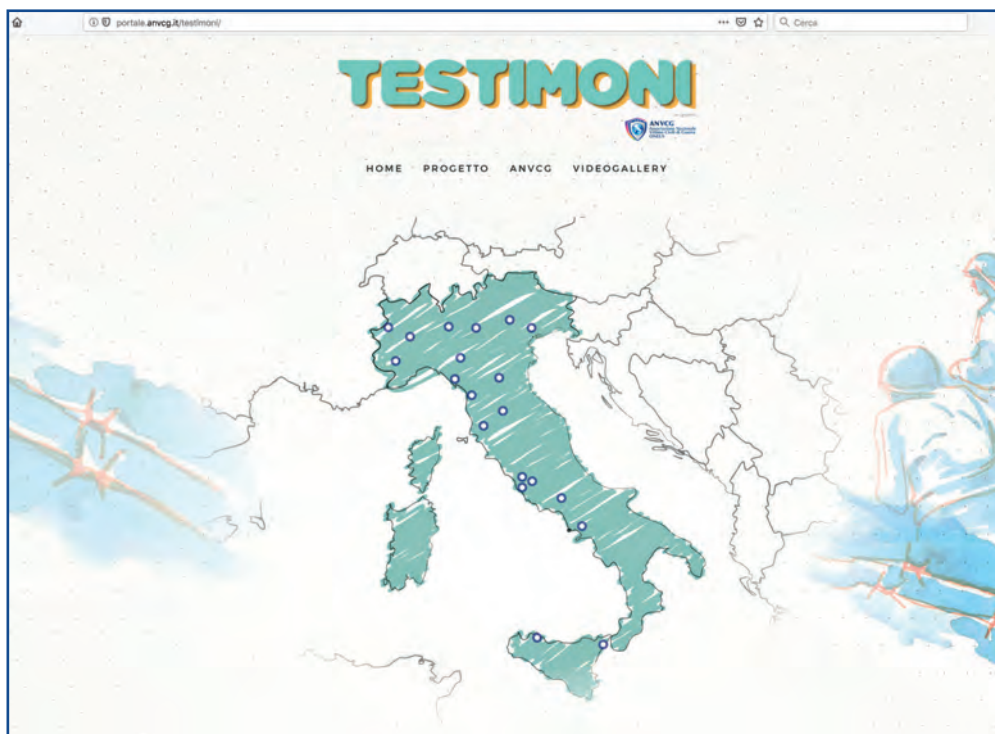 portale.anvcg.it/testimoni/
Cerca
TESTIMONI
ANVCG
HOME PROGETTO ANVCG VIDEOGALLERY